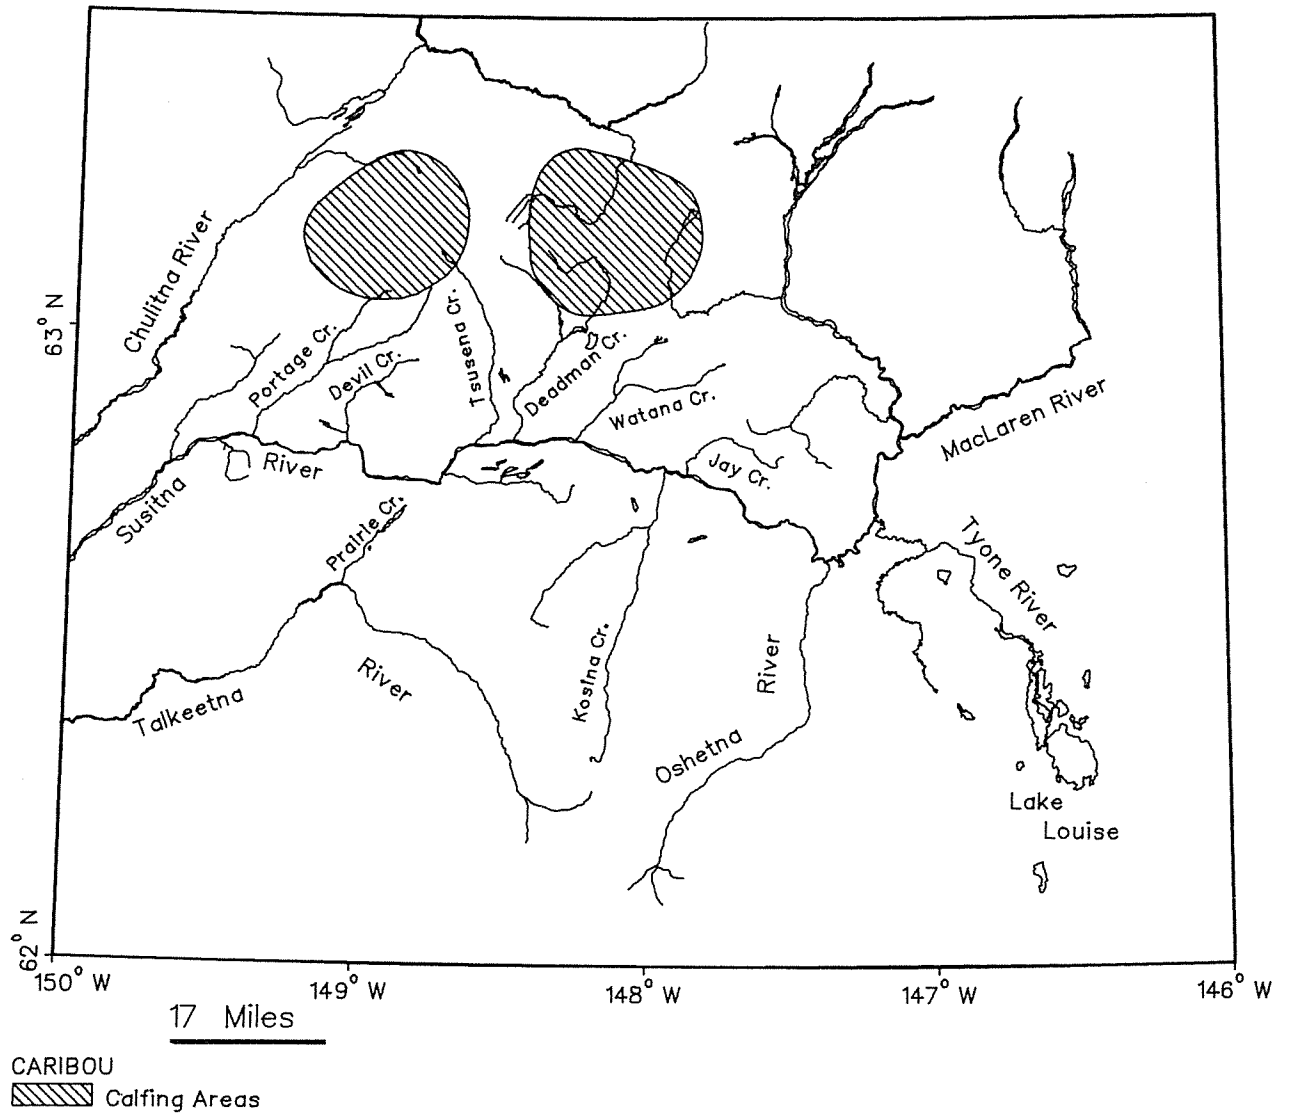 Chulitna River
63° N
Portage Cr.
Devil Cr.
Tsusena Cr.
Deadman Cr.
Watana Cr.
MacLaren River
Jay Cr.
Susitna River
Prairie Cr.
Tyone River
Talkeetna River
Kosina Cr.
Oshetna River
Lake
Louise
62° N
150° W
149° W
148° W
147° W
146° W
17 Miles
CARIBOU
Calfing Areas